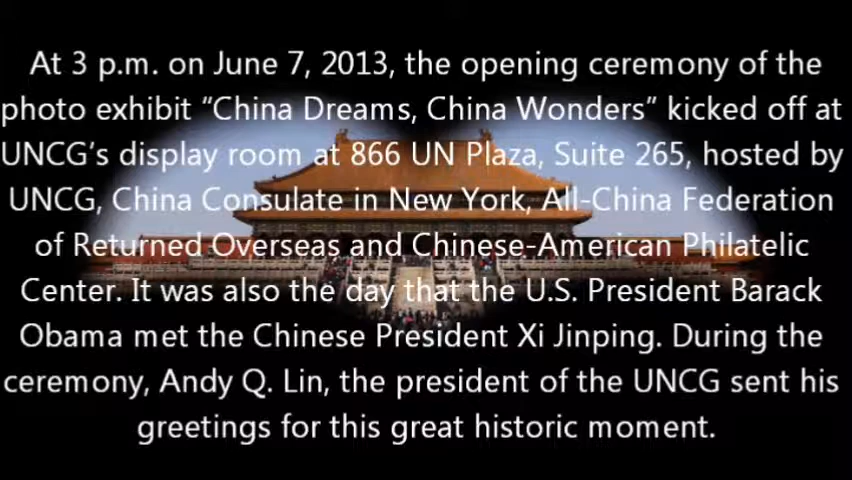 At 3 p.m. on June 7, 2013, the opening ceremony of the
photo exhibit “China Dreams, China Wonders” kicked off at
UNCG’s display room at 866 UN Plaza, Suite 265, hosted by
UNCG, China Consulate in New York, All-China Federation
of Returned Overseas and Chinese-American Philatelic
Center. It was also the day that the U.S. President Barack
Obama met the Chinese President Xi Jinping. During the
ceremony, Andy Q. Lin, the president of the UNCG sent his
greetings for this great historic moment.